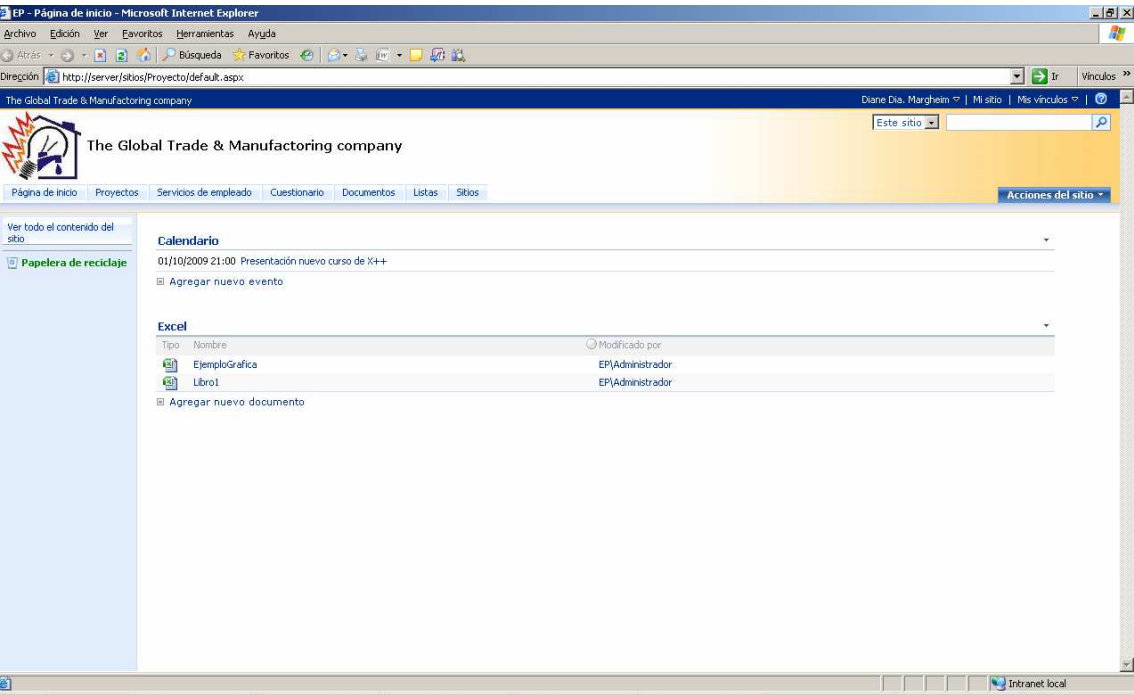 EP - Página de inicio - Microsoft Internet Explorer
Archivo Edición Ver Favoritos Herramientas Ayuda
Atrás Búsqueda Favoritos
Dirección http://server/sitios/Proyecto/default.aspx Ir Vínculos »
The Global Trade & Manufactoring company Diane Dia. Margheim | Mi sitio | Mis vínculos |
Este sitio
The Global Trade & Manufactoring company
Página de inicio Proyectos Servicios de empleado Cuestionario Documentos Listas Sitios Acciones del sitio
Ver todo el contenido del
sitio
Papelera de reciclaje
Calendario
01/10/2009 21:00 Presentación nuevo curso de X++
Agregar nuevo evento
Excel
Tipo Nombre Modificado por
EjemploGrafica EP\Administrador
Libro1 EP\Administrador
Agregar nuevo documento
Intranet local